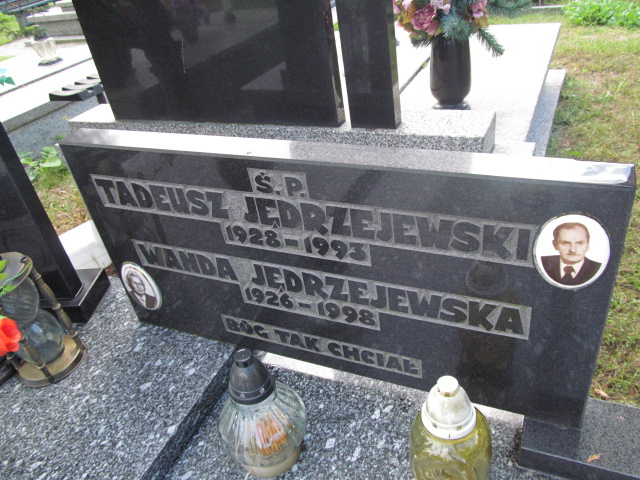 Ś.P.
TADEUSZ JĘDRZEJEWSKI
1928-1993
WANDA JĘDRZEJEWSKA
1926-1998
BÓG TAK CHCIAŁ